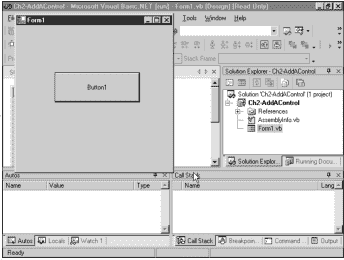 Ch2-AddAControl - Microsoft Visual Basic .NET [run] - Form1.vb [Design] [Read Only]
Form1
Tools Window Help
Stack Frame
Button1
Solution Explorer - Ch2-AddAControl
Solution 'Ch2-AddAControl' (1 project)
Ch2-AddAControl
References
AssemblyInfo.vb
Form1.vb
Solution Explor... Running Docu...
Autos
Name Value Type
Call Stack
Name Lang
Autos Locals Watch 1
Call Stack Breakpoin... Command ... Output
Ready